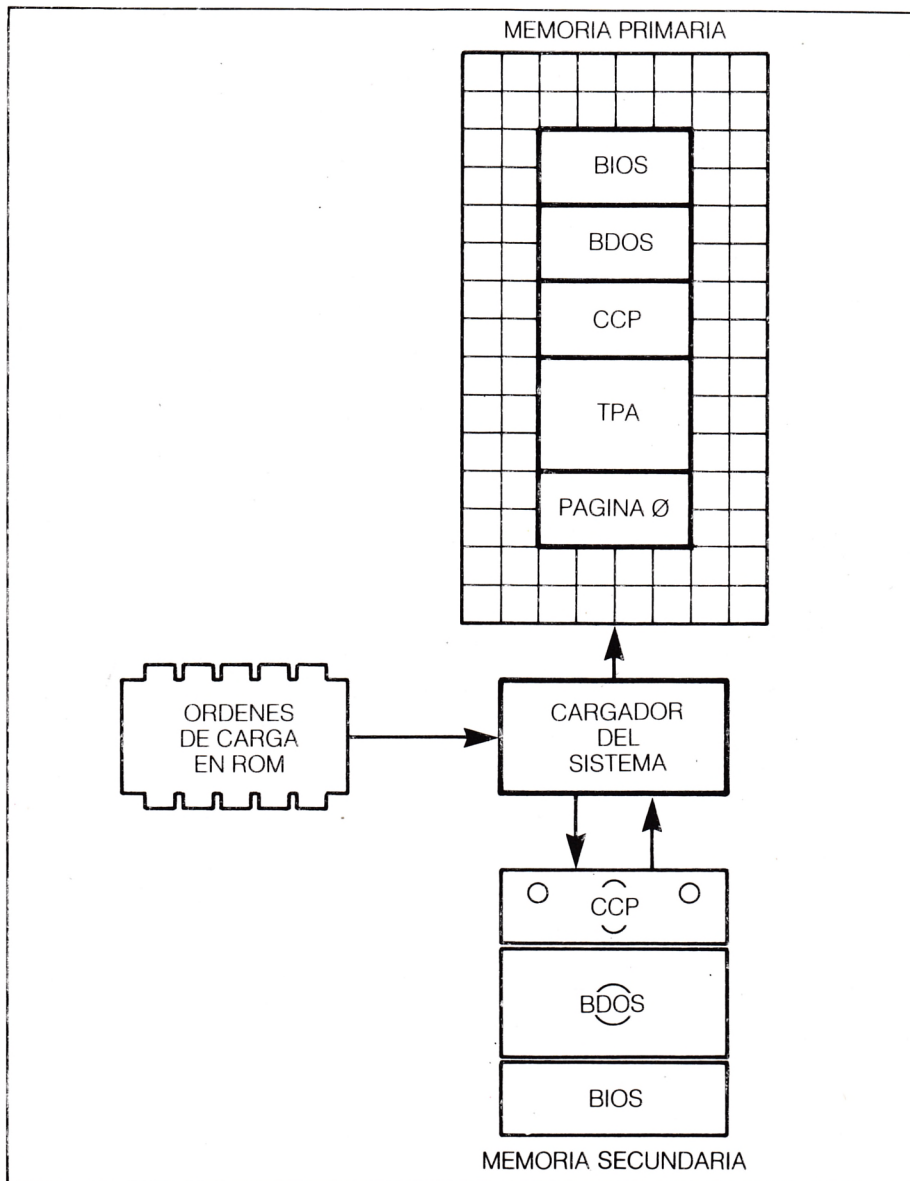 MEMORIA PRIMARIA
BIOS
BDOS
CCP
TPA
PAGINA Ø
ORDENES
DE CARGA
EN ROM
CARGADOR
DEL
SISTEMA
CCP
BDOS
BIOS
MEMORIA SECUNDARIA